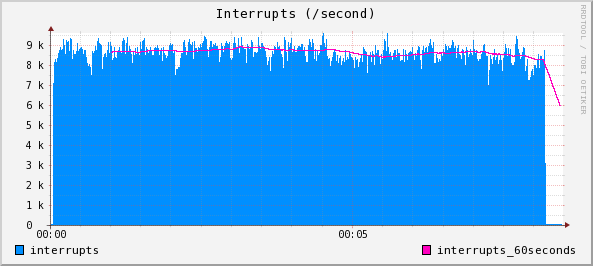 Interrupts (/second)
RRDTOOL / TOBI OETIKER
9 k
8 k
7 k
6 k
5 k
4 k
3 k
2 k
1 k
0
00:00 00:05
interrupts interrupts_60seconds